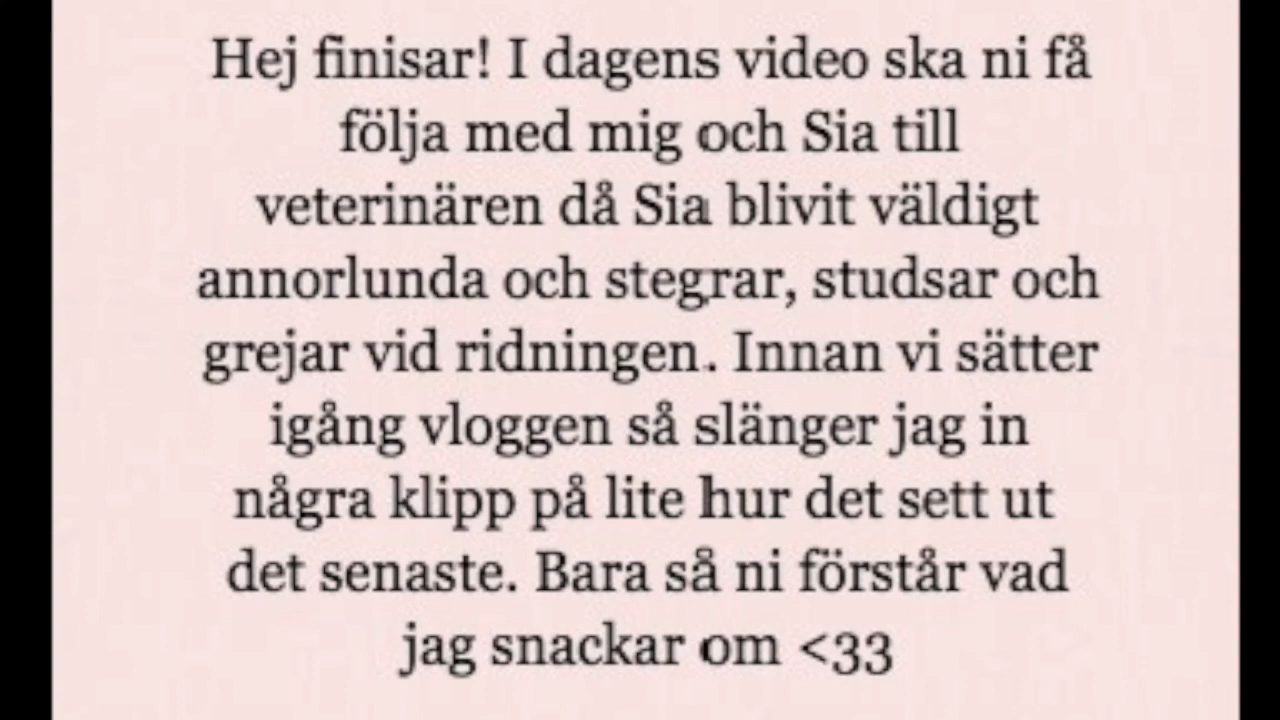 Hej finisar! I dagens video ska ni få
följa med mig och Sia till
veterinären då Sia blivit väldigt
annorlunda och stegrar, studsar och
grejar vid ridningen. Innan vi sätter
igång vloggen så slänger jag in
några klipp på lite hur det sett ut
det senaste. Bara så ni förstår vad
jag snackar om <33